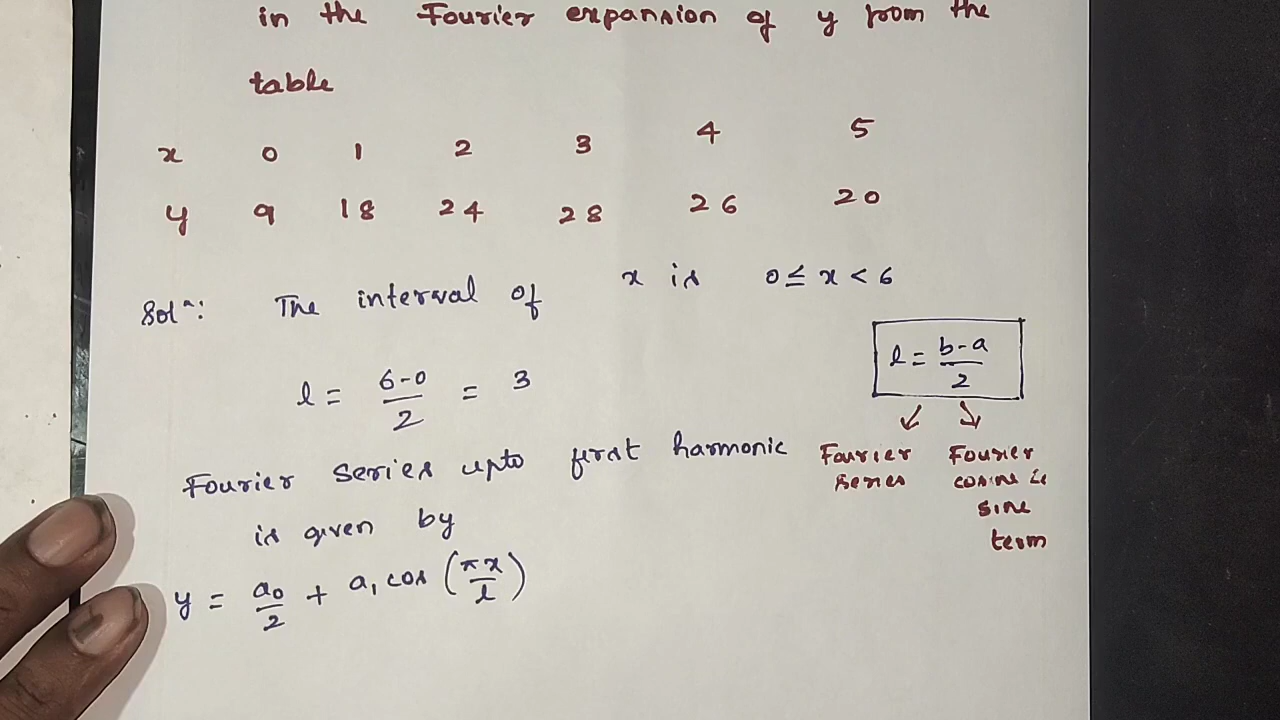 in the Fourier expansion of y from the
table
x 0 1 2 3 4 5
y 9 18 24 28 26 20
Solⁿ: The interval of x is 0 ≤ x < 6
l = (6-0)/2 = 3
l = (b-a)/2
Fourier series upto first harmonic
is given by
y = a₀/2 + a₁ cos (πx/l)
Fourier
series
Fourier
cosine &
sine
term